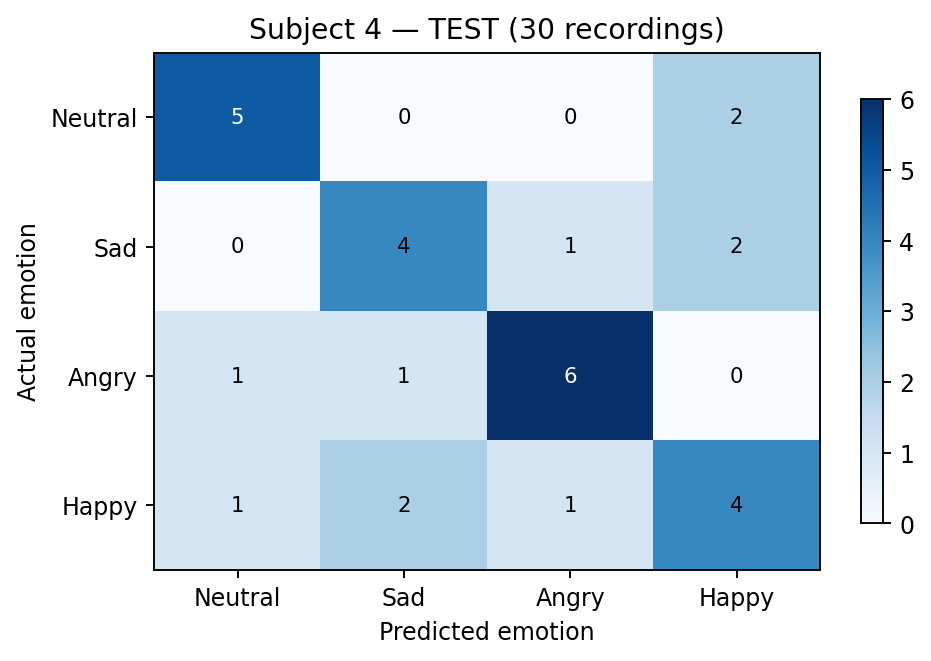 Subject 4 — TEST (30 recordings)
Neutral 5 0 0 2
Sad 0 4 1 2
Angry 1 1 6 0
Happy 1 2 1 4
Neutral Sad Angry Happy
Predicted emotion
Actual emotion
6
5
4
3
2
1
0